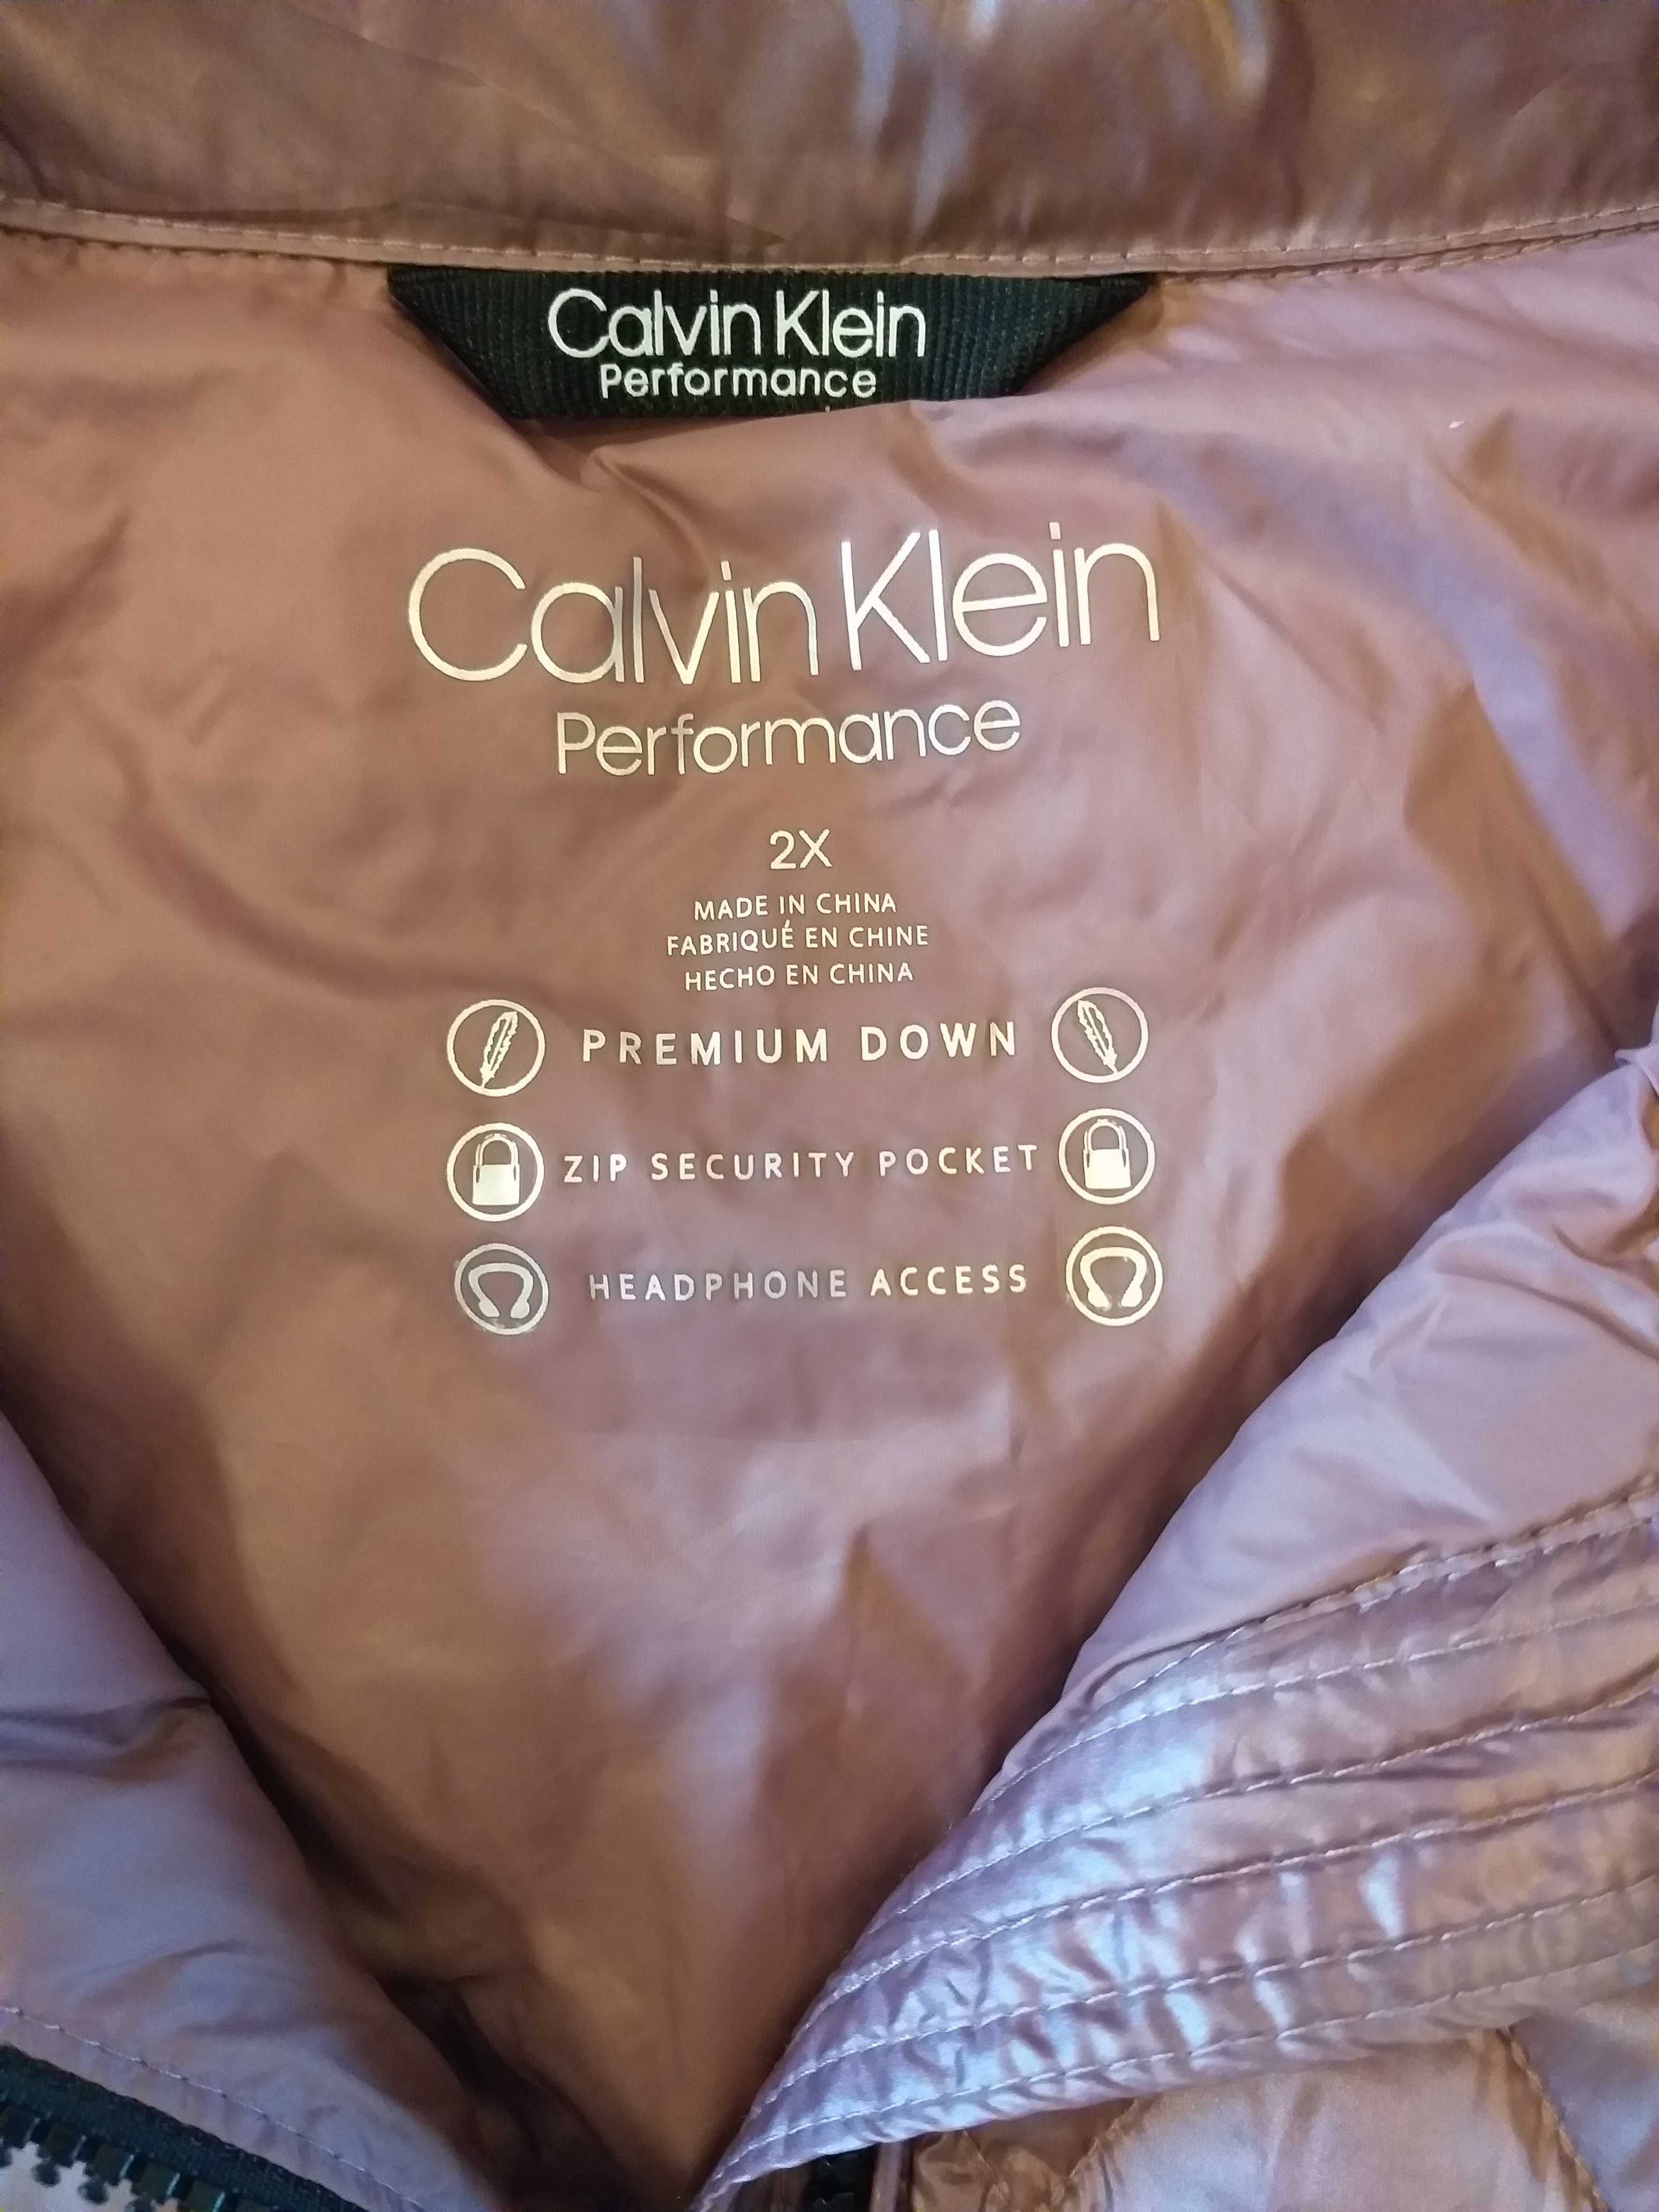 Calvin Klein
Performance
Calvin Klein
Performance
2X
MADE IN CHINA
FABRIQUÉ EN CHINE
HECHO EN CHINA
PREMIUM DOWN
ZIP SECURITY POCKET
HEADPHONE ACCESS